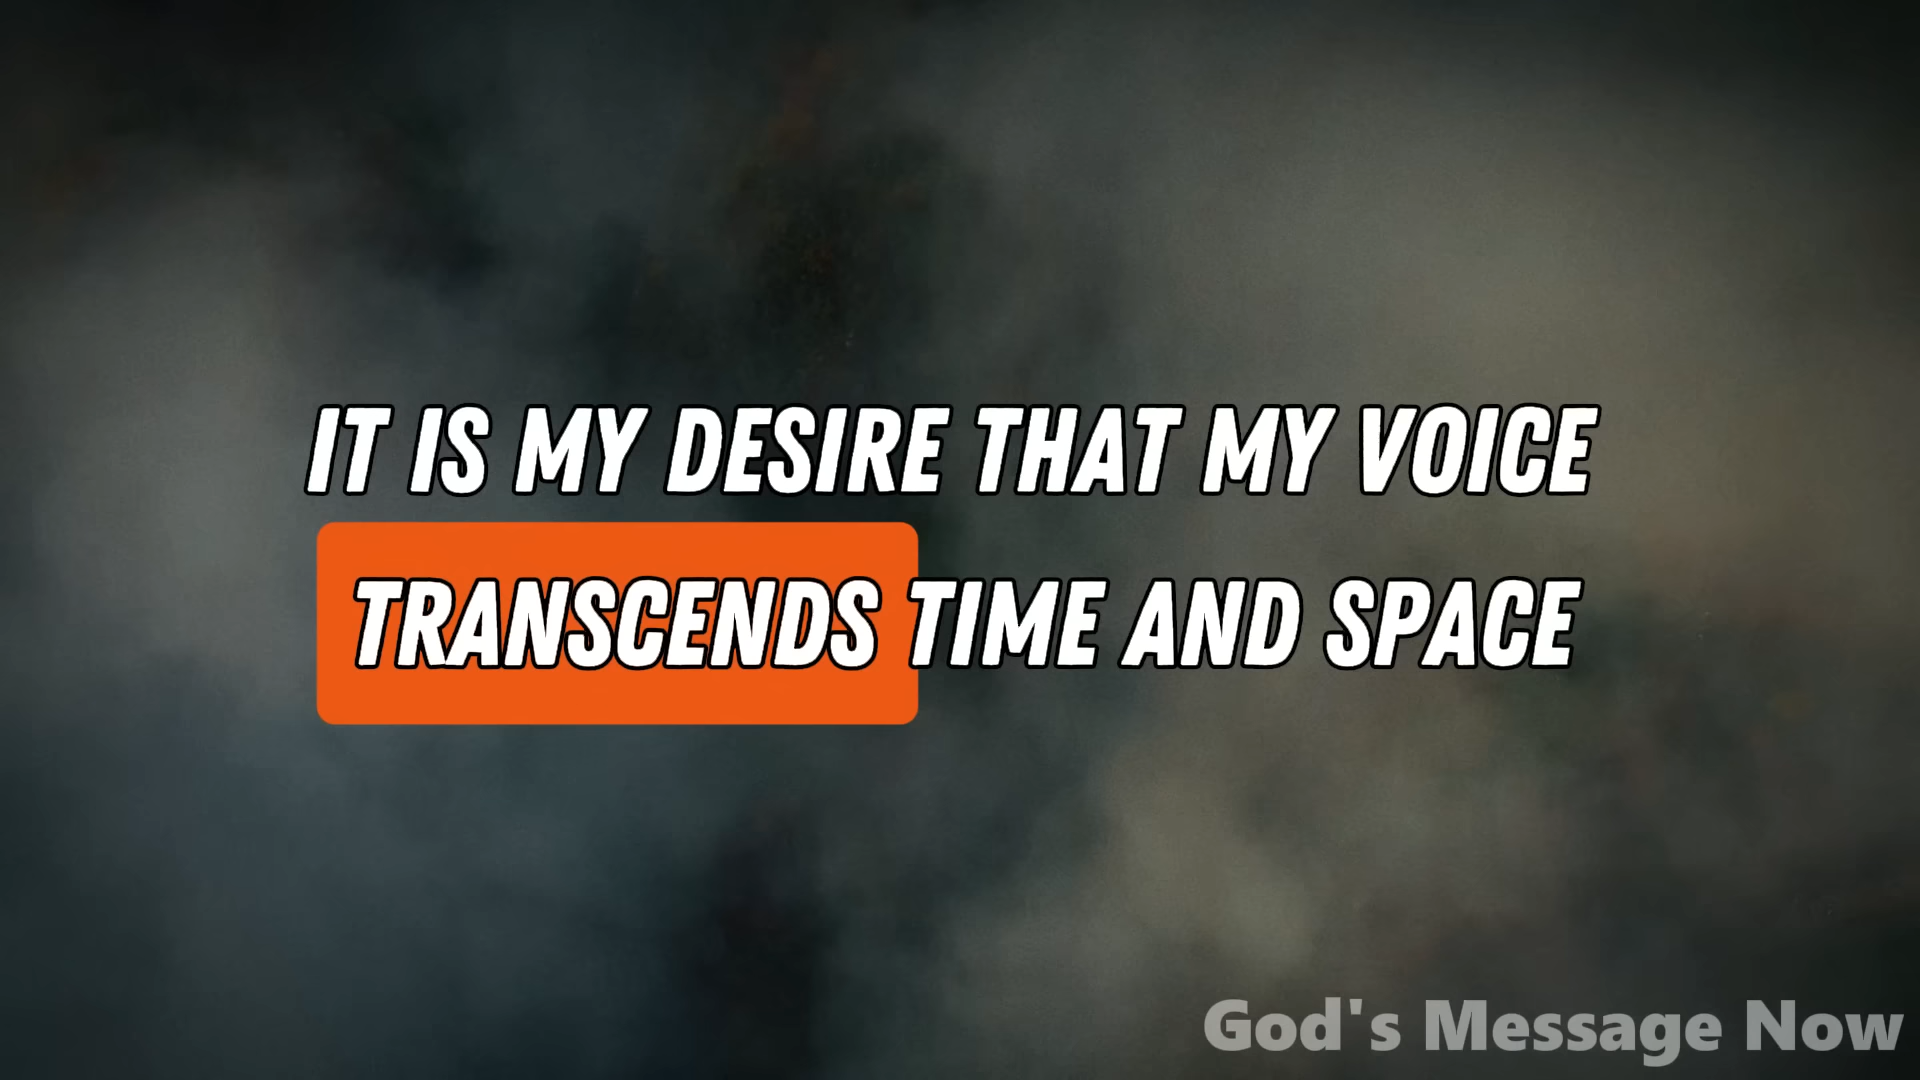 IT IS MY DESIRE THAT MY VOICE
TRANSCENDS TIME AND SPACE
God's Message Now